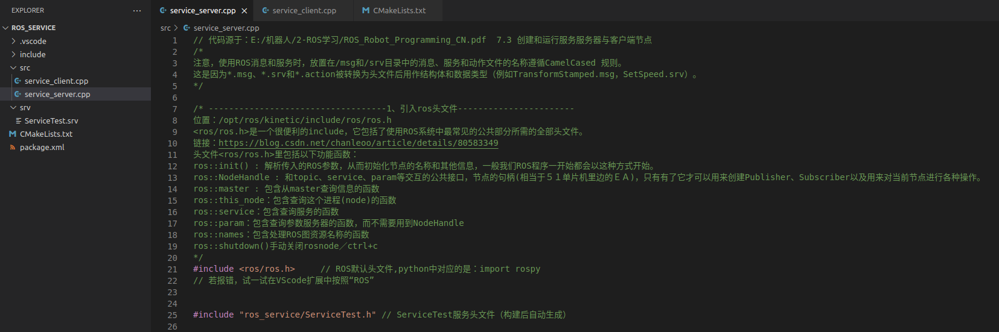 EXPLORER
ROS_SERVICE
.vscode
include
src
service_client.cpp
service_server.cpp
srv
ServiceTest.srv
CMakeLists.txt
package.xml
service_server.cpp
service_client.cpp
CMakeLists.txt
src > service_server.cpp
1 // 代码源于：E:/机器人/2-ROS学习/ROS_Robot_Programming_CN.pdf  7.3 创建和运行服务服务器与客户端节点
2 /*
3 注意，使用ROS消息和服务时，放置在/msg和/srv目录中的消息、服务和动作文件的名称遵循CamelCased 规则。
4 这是因为*.msg、*.srv和*.action被转换为头文件后用作结构体和数据类型（例如TransformStamped.msg，SetSpeed.srv）。
5 */
6
7 /* -----------------------------------1、引入ros头文件-----------------------
8 位置：/opt/ros/kinetic/include/ros/ros.h
9 <ros/ros.h>是一个很便利的include，它包括了使用ROS系统中最常见的公共部分所需的全部头文件。
10 链接：https://blog.csdn.net/chanleoo/article/details/80583349
11 头文件<ros/ros.h>里包括以下功能函数：
12 ros::init() : 解析传入的ROS参数，从而初始化节点的名称和其他信息，一般我们ROS程序一开始都会以这种方式开始。
13 ros::NodeHandle : 和topic、service、param等交互的公共接口，节点的句柄(相当于５１单片机里边的ＥＡ)，只有有了它才可以用来创建Publisher、Subscriber以及用来对当前节点进行各种操作。
14 ros::master : 包含从master查询信息的函数
15 ros::this_node：包含查询这个进程(node)的函数
16 ros::service：包含查询服务的函数
17 ros::param：包含查询参数服务器的函数，而不需要用到NodeHandle
18 ros::names：包含处理ROS图资源名称的函数
19 ros::shutdown()手动关闭rosnode／ctrl+c
20 */
21 #include <ros/ros.h>     // ROS默认头文件,python中对应的是：import rospy
22 // 若报错，试一试在VScode扩展中按照“ROS”
23
24
25 #include "ros_service/ServiceTest.h" // ServiceTest服务头文件（构建后自动生成）
26